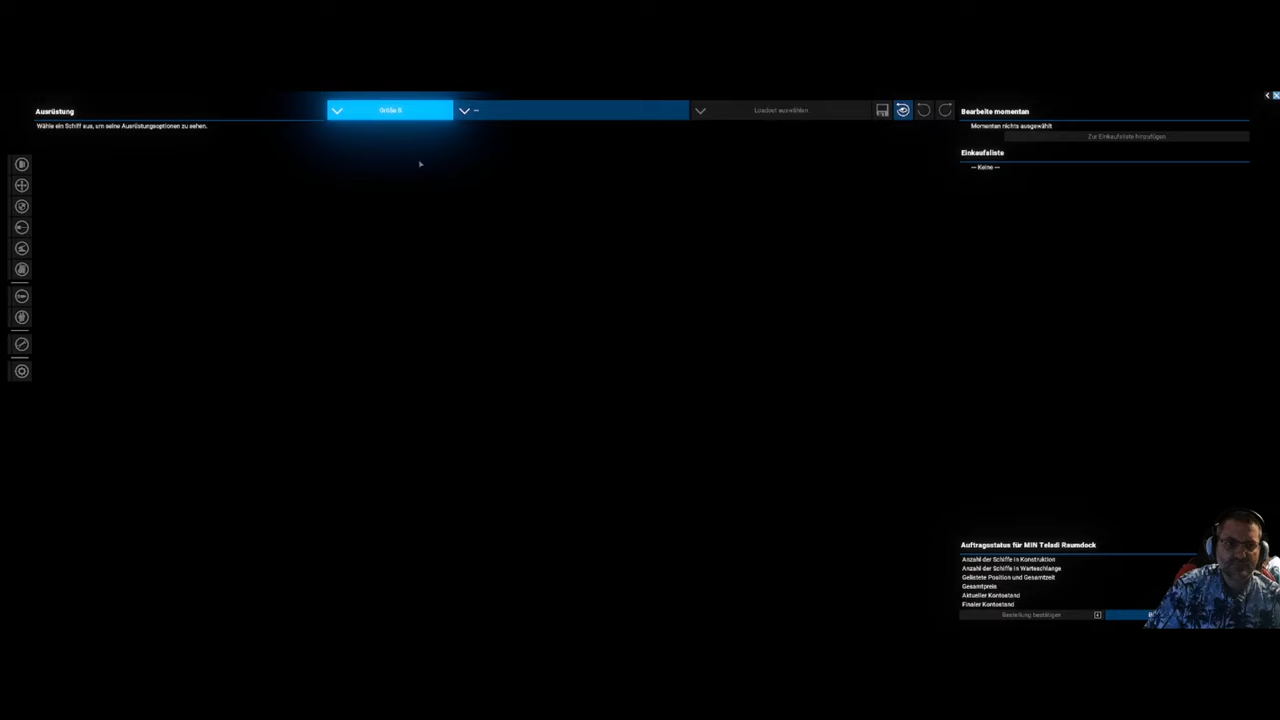 Ausrüstung
Wähle ein Schiff aus, um seine Ausrüstungsoptionen zu sehen.
Größe S
--
Loadout auswählen
Bearbeite momentan
Momentan nichts ausgewählt
Zur Einkaufsliste hinzufügen
Einkaufsliste
-- Keine --
Auftragsstatus für MIN Teladi Raumdock
Anzahl der Schiffe in Konstruktion
Anzahl der Schiffe in Warteschlange
Gelistete Position und Gesamtzeit
Gesamtpreis
Aktueller Kontostand
Finaler Kontostand
Bestellung bestätigen